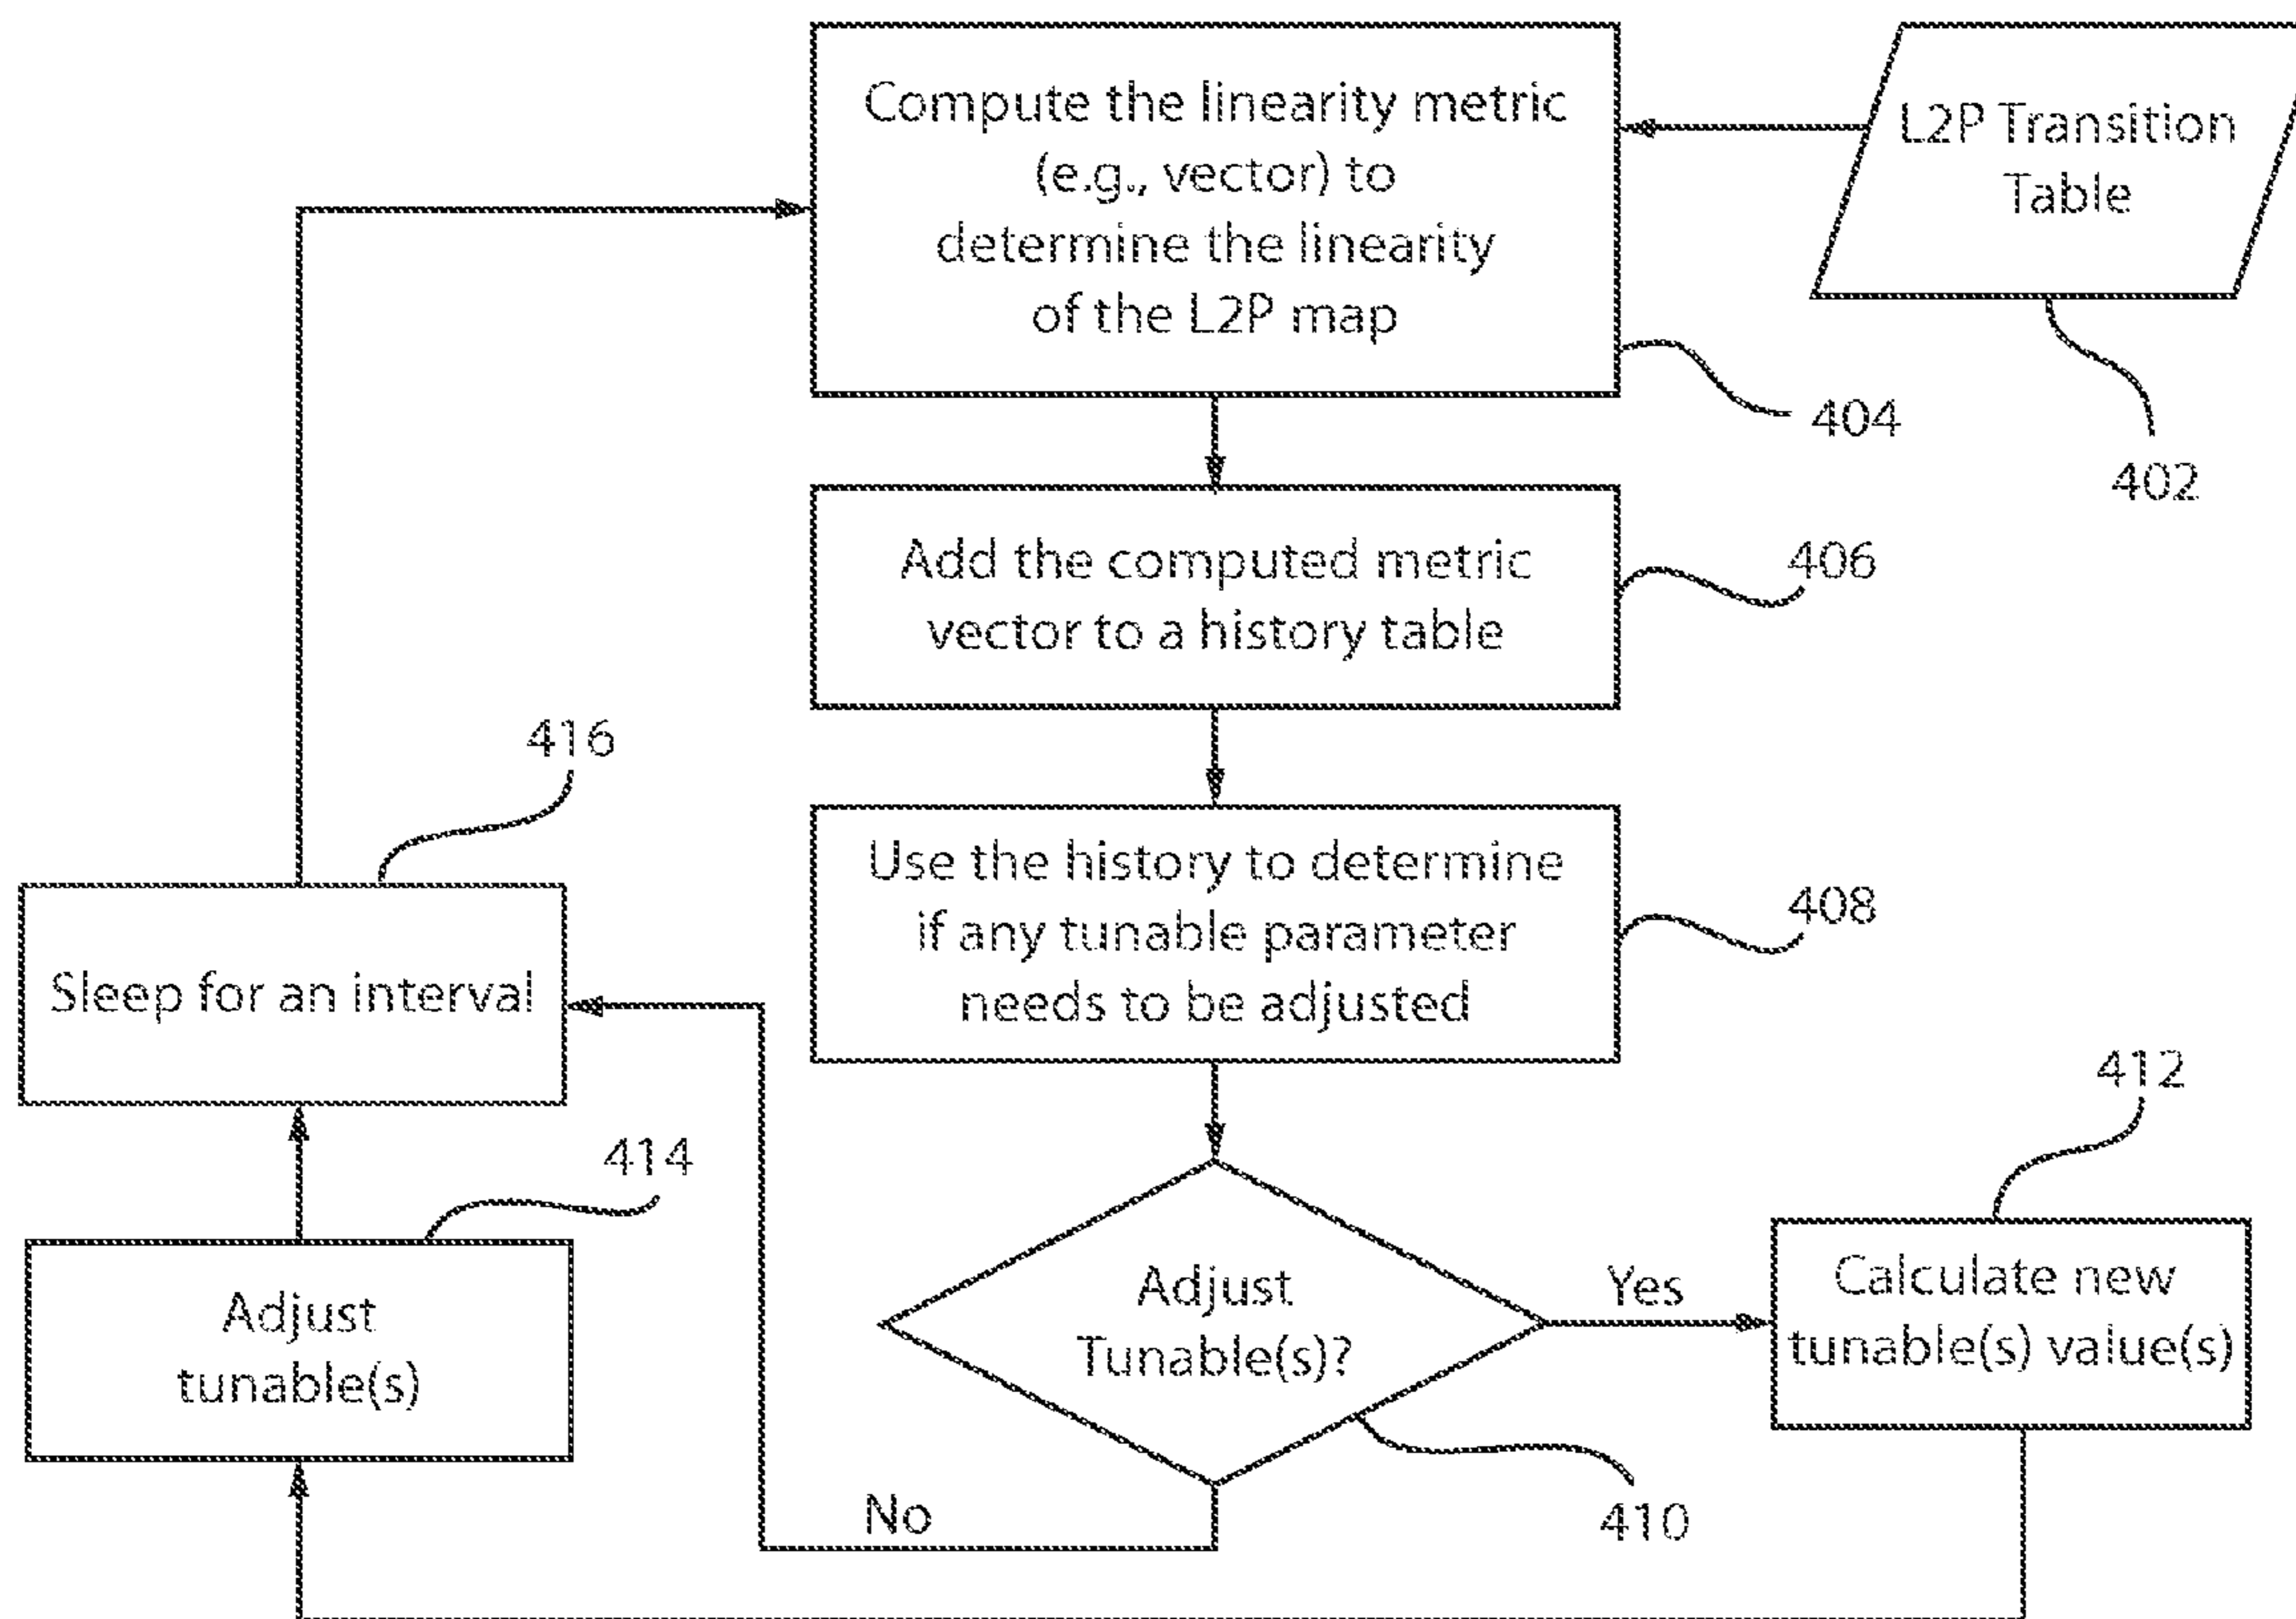 Compute the linearity metric
(e.g., vector) to
determine the linearity
of the L2P map
L2P Transition
Table
404
402
Add the computed metric
vector to a history table
406
416
Use the history to determine
if any tunable parameter
needs to be adjusted
408
Sleep for an interval
412
414
Adjust
tunable(s)
Adjust
Tunable(s)?
Yes
Calculate new
tunable(s) value(s)
No
410